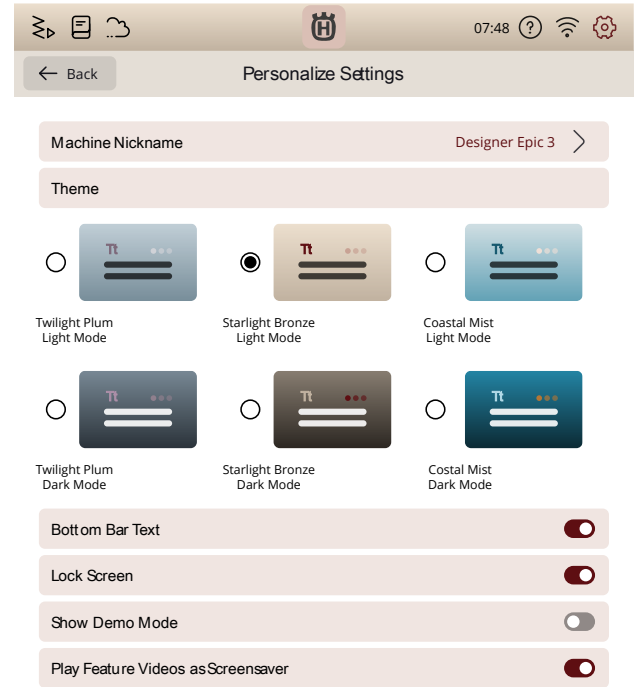 07:48 ?
Back
Personalize Settings
Machine Nickname Designer Epic 3
Theme
Tt Tt Tt
Twilight Plum Starlight Bronze Coastal Mist
Light Mode Light Mode Light Mode
Tt Tt Tt
Twilight Plum Starlight Bronze Costal Mist
Dark Mode Dark Mode Dark Mode
Bottom Bar Text
Lock Screen
Show Demo Mode
Play Feature Videos as Screensaver